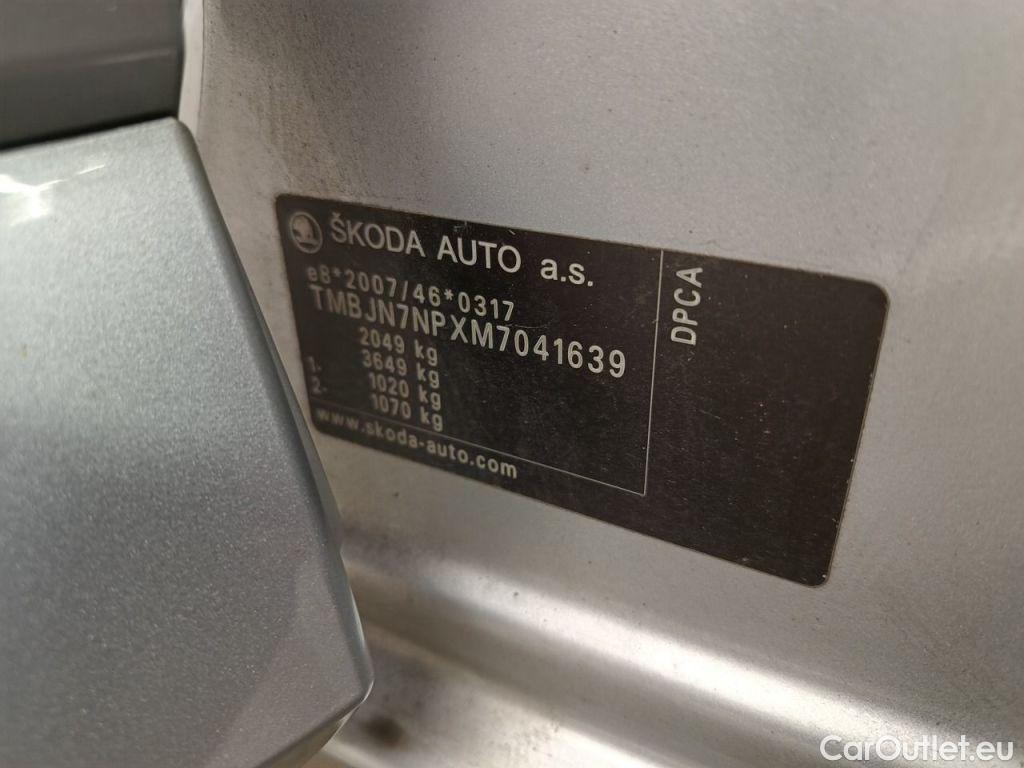 ŠKODA AUTO a.s.
e8*2007/46*0317
TMBJN7NPXM7041639
2049 kg
3649 kg
1. 1020 kg
2. 1070 kg
www.skoda-auto.com
DPCA
CarOutlet.eu